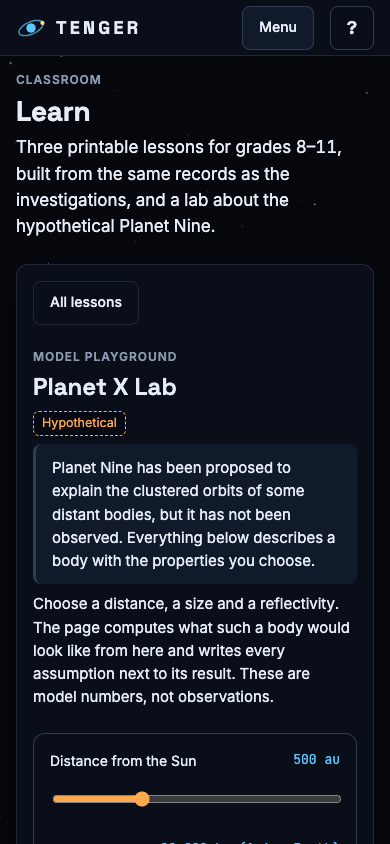 TENGER
Menu
?
CLASSROOM
Learn
Three printable lessons for grades 8–11,
built from the same records as the
investigations, and a lab about the
hypothetical Planet Nine.
All lessons
MODEL PLAYGROUND
Planet X Lab
Hypothetical
Planet Nine has been proposed to
explain the clustered orbits of some
distant bodies, but it has not been
observed. Everything below describes a
body with the properties you choose.
Choose a distance, a size and a reflectivity.
The page computes what such a body would
look like from here and writes every
assumption next to its result. These are
model numbers, not observations.
Distance from the Sun
500 au